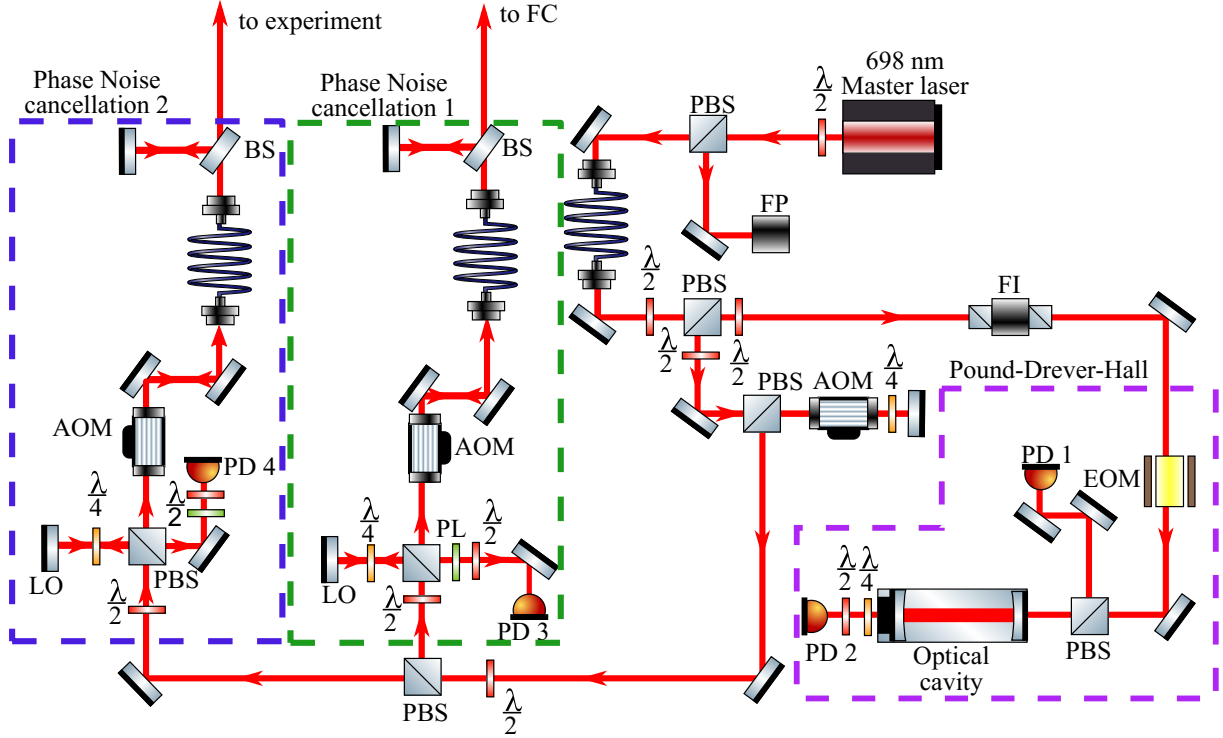 to experiment
to FC
698 nm
Master laser
λ/2
PBS
Phase Noise
cancellation 2
Phase Noise
cancellation 1
BS
BS
FP
λ/2
PBS
FI
λ/2
λ/2
PBS
AOM
λ/4
Pound-Drever-Hall
AOM
PD 4
AOM
PD 1
EOM
λ/4
λ/2
λ/4
PL
λ/2
LO
PBS
LO
λ/2
λ/2
PD 3
λ/2
λ/4
PD 2
Optical
cavity
PBS
PBS
λ/2